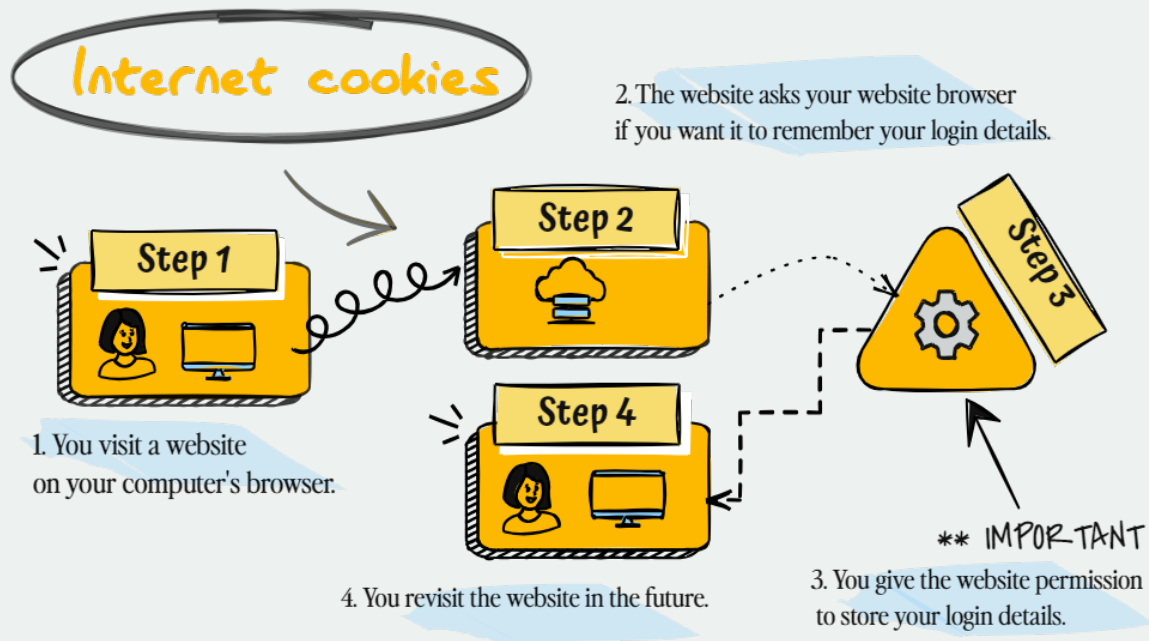 Internet cookies
Step 1
1. You visit a website
on your computer's browser.
Step 2
2. The website asks your website browser
if you want it to remember your login details.
Step 3
** IMPORTANT
3. You give the website permission
to store your login details.
Step 4
4. You revisit the website in the future.